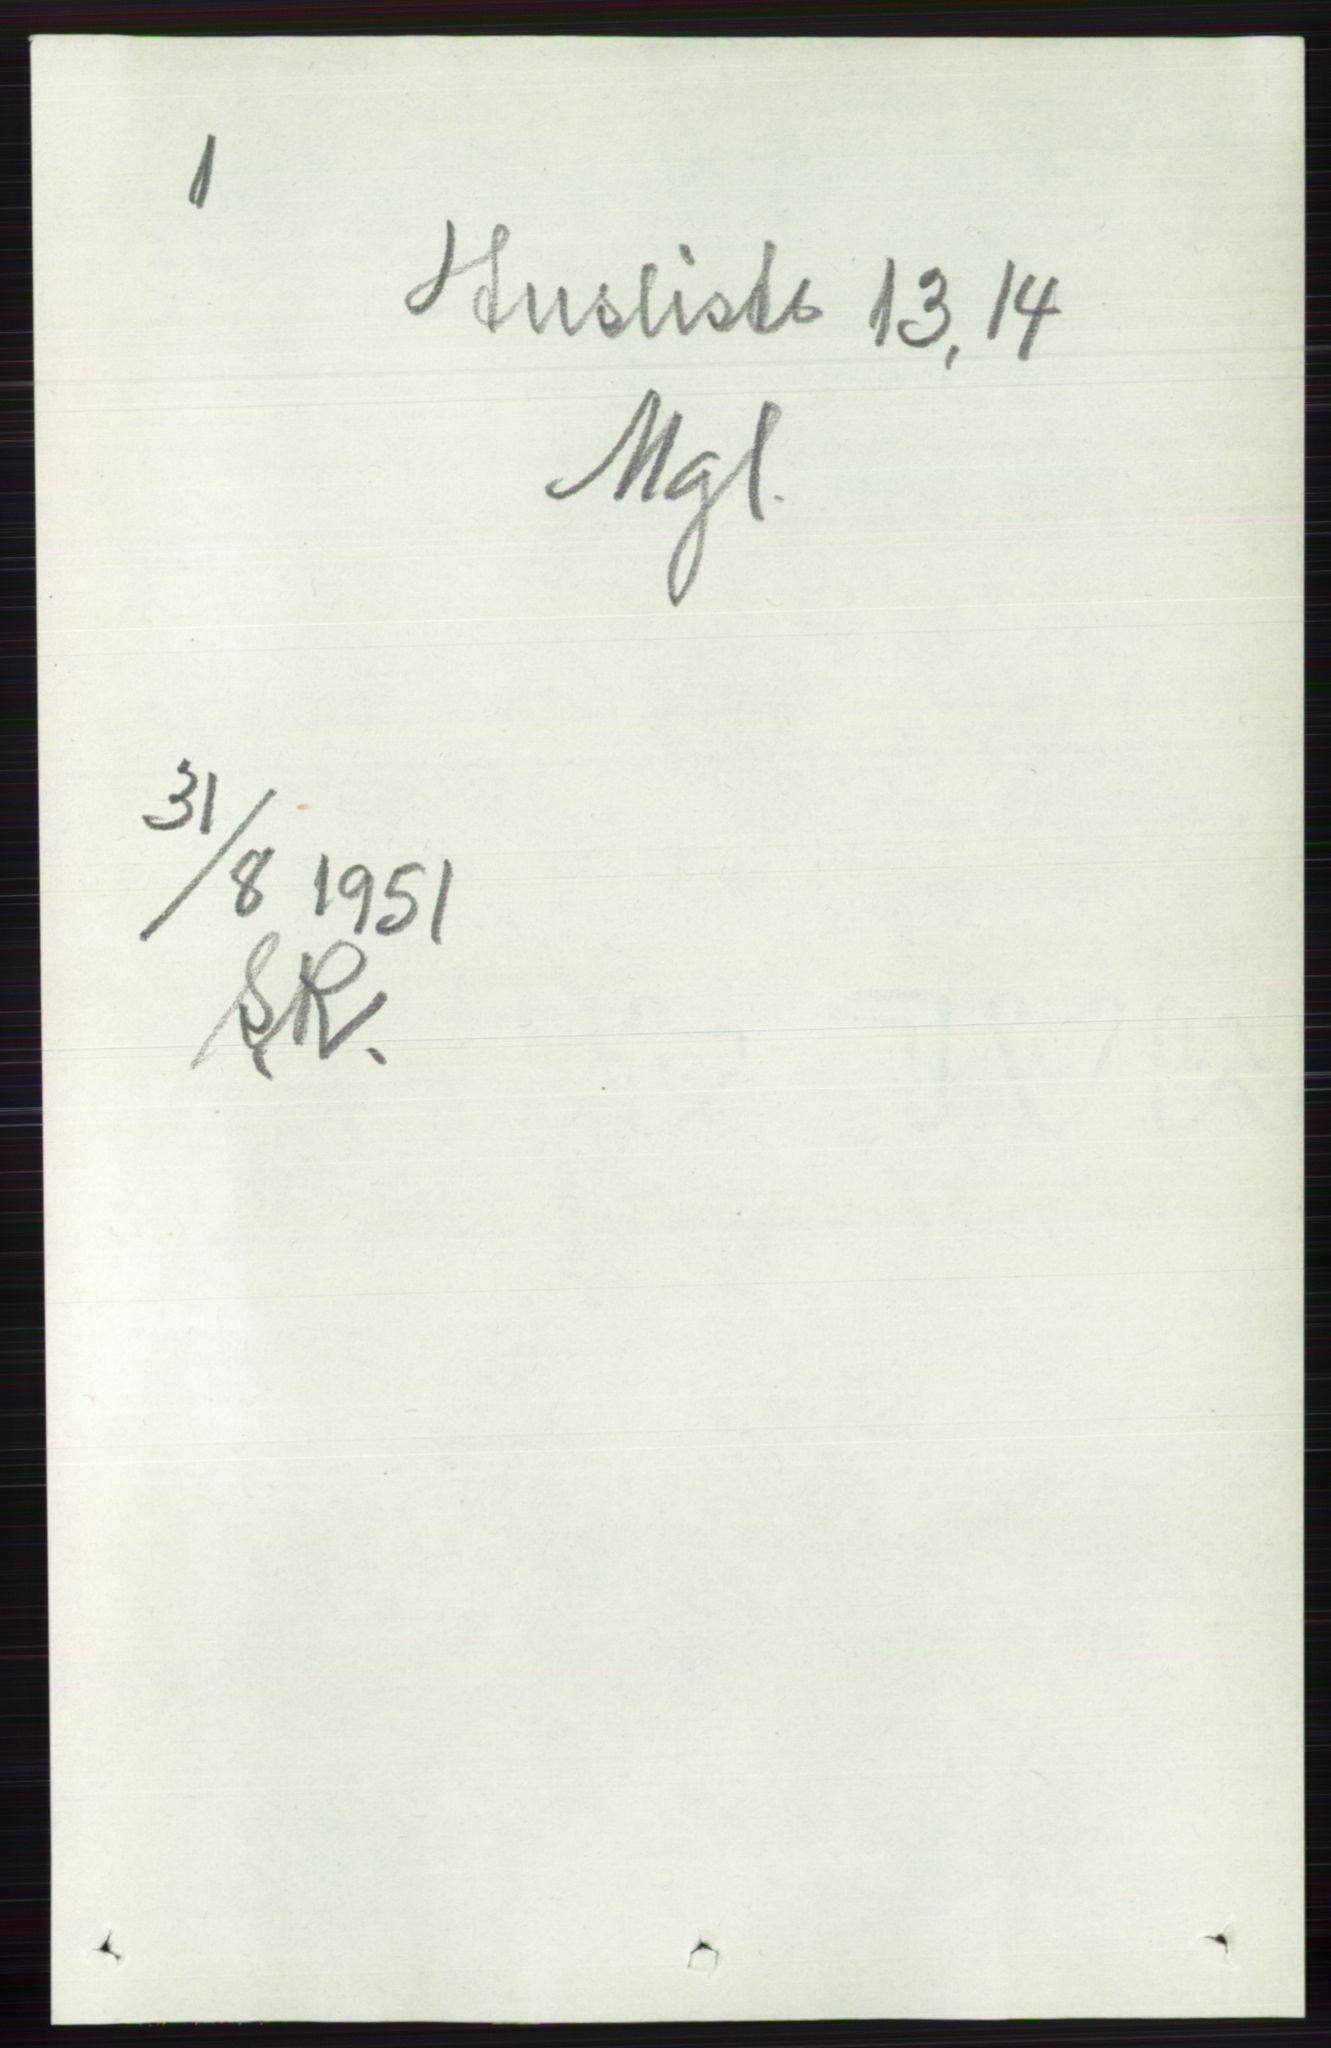 1
Husliste 13, 14
Mgl.
31/8 1951
S.R.